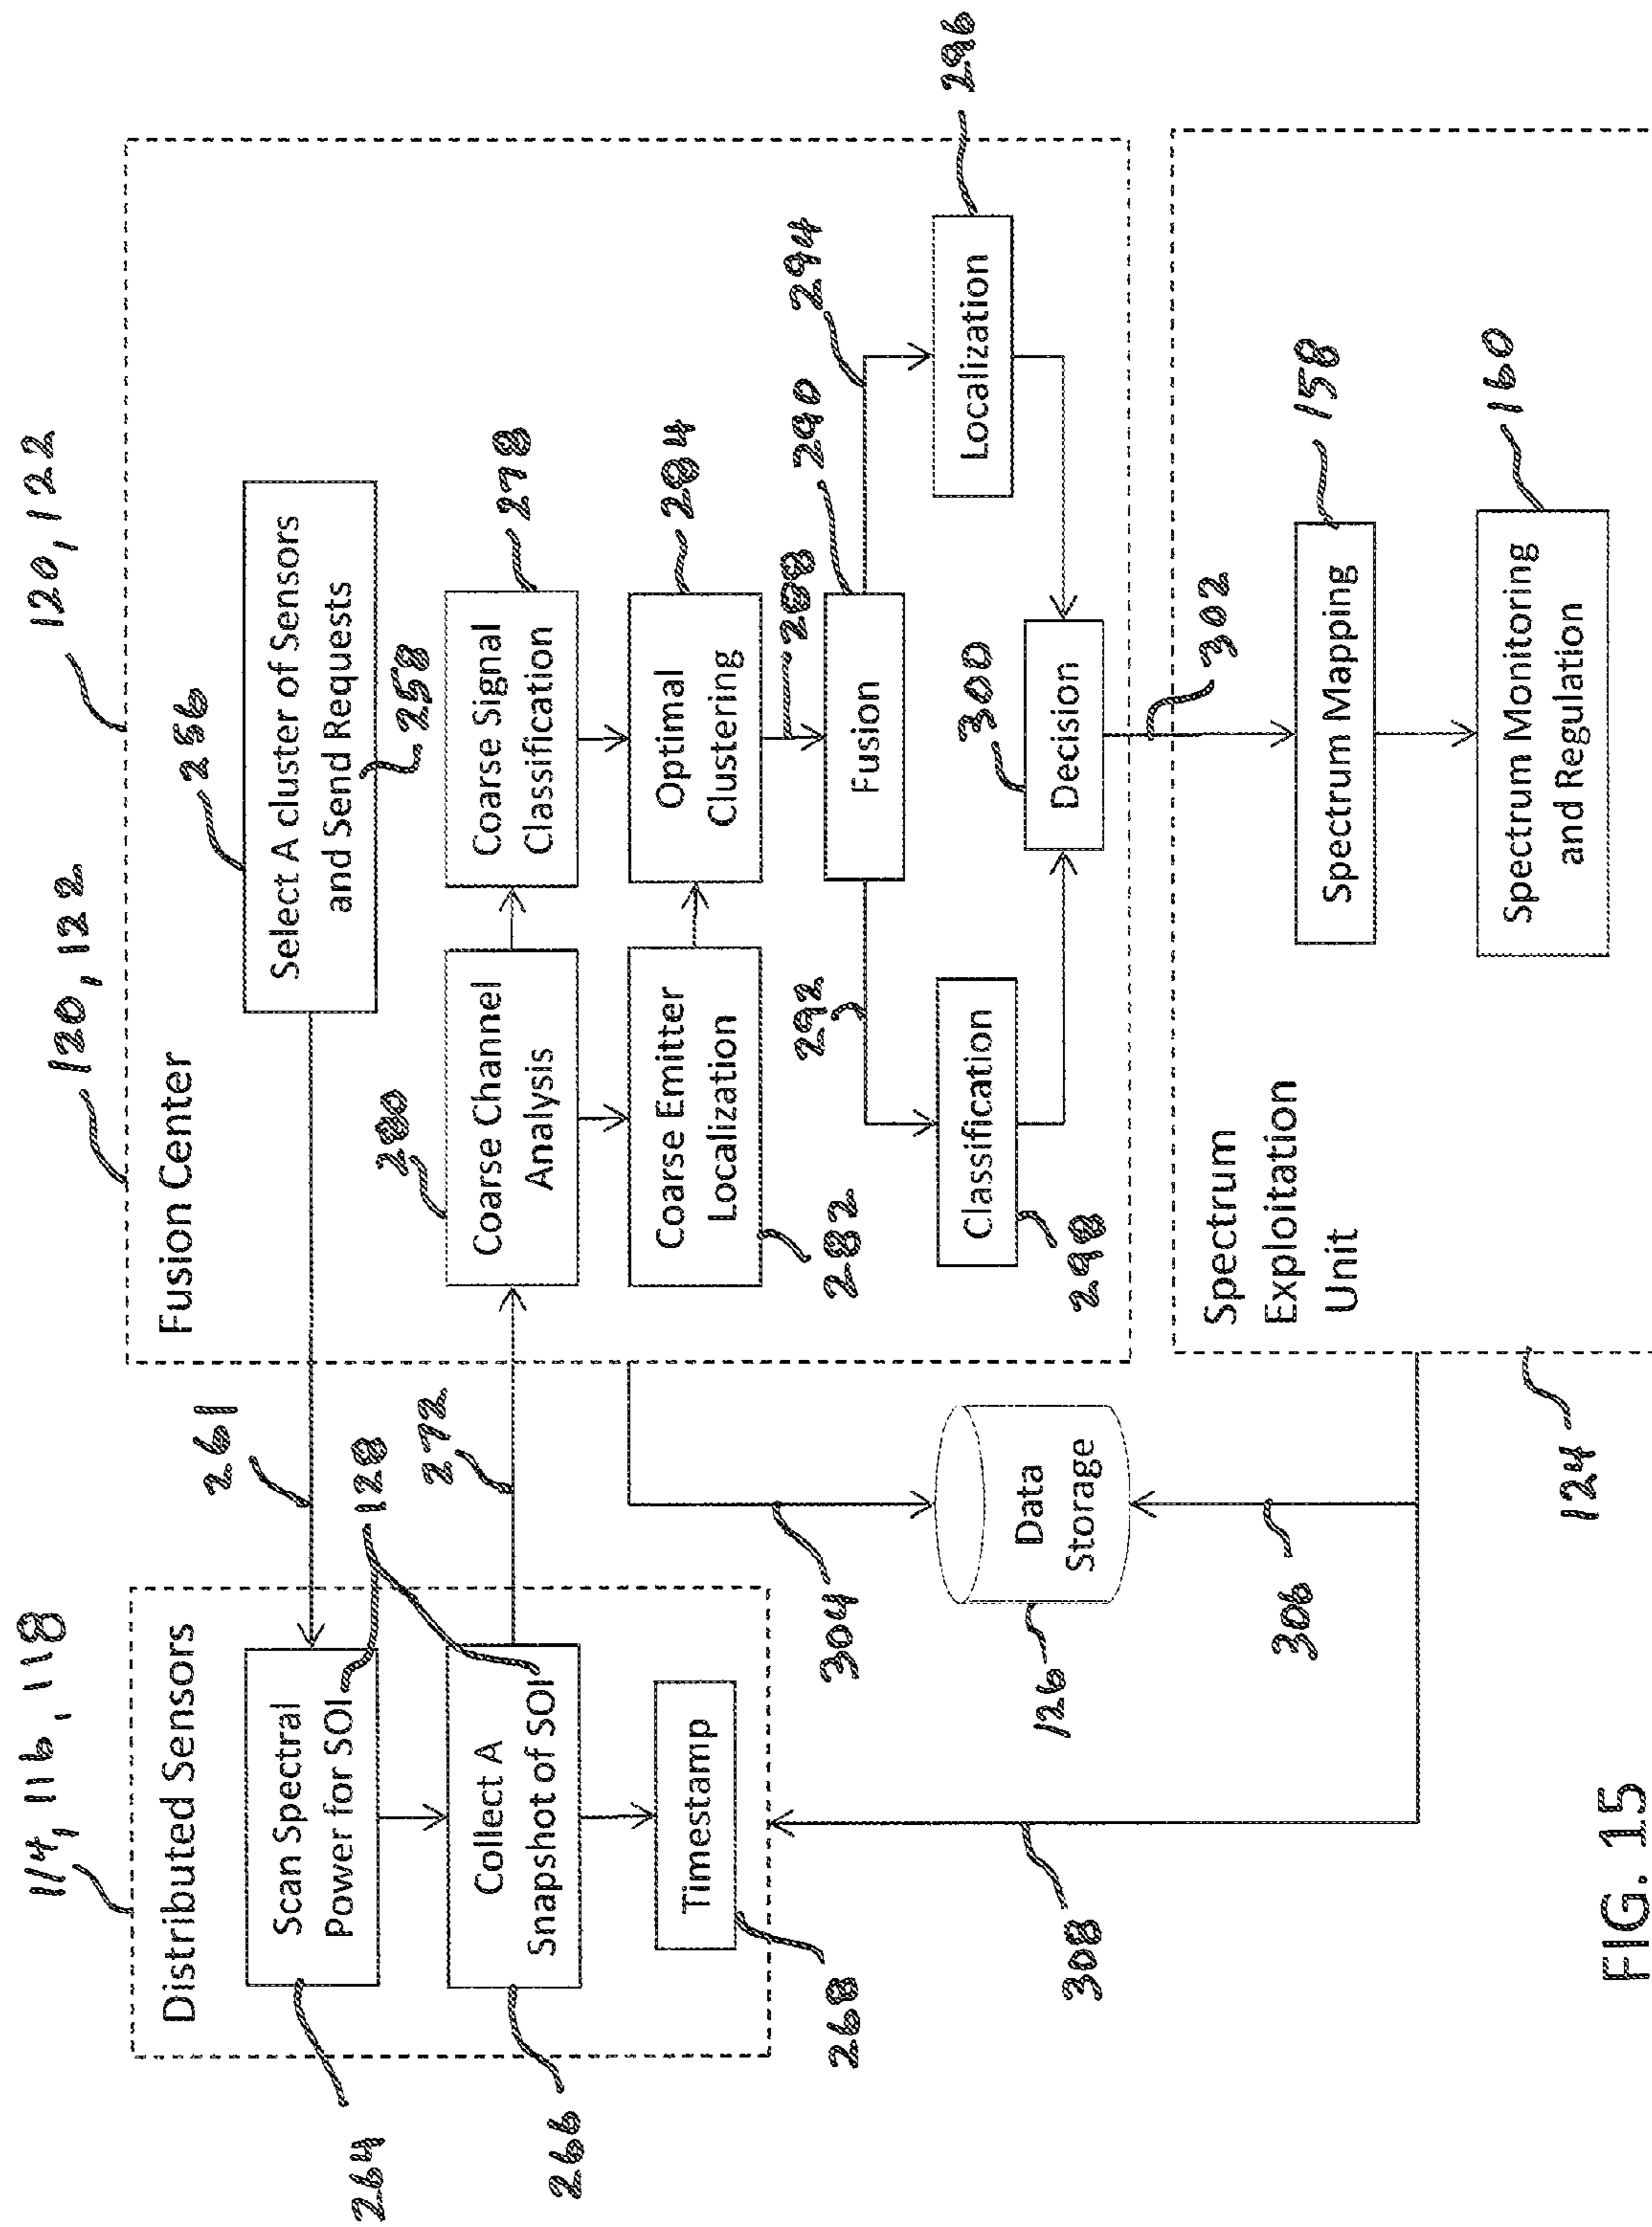 114, 116, 118
120, 122
120, 122
Distributed Sensors
264
Scan Spectral
Power for SOI
128
266
Collect A
Snapshot of SOI
Timestamp
268
261
272
Fusion Center
256
Select A cluster of Sensors
and Send Requests
258
280
Coarse Channel
Analysis
Coarse Signal
Classification
278
Coarse Emitter
Localization
282
Optimal
Clustering
284
288
292
Fusion
290
294
Classification
298
Localization
296
300
Decision
302
304
126
Data
Storage
306
308
124
Spectrum
Exploitation
Unit
Spectrum Mapping
158
Spectrum Monitoring
and Regulation
160
FIG. 15